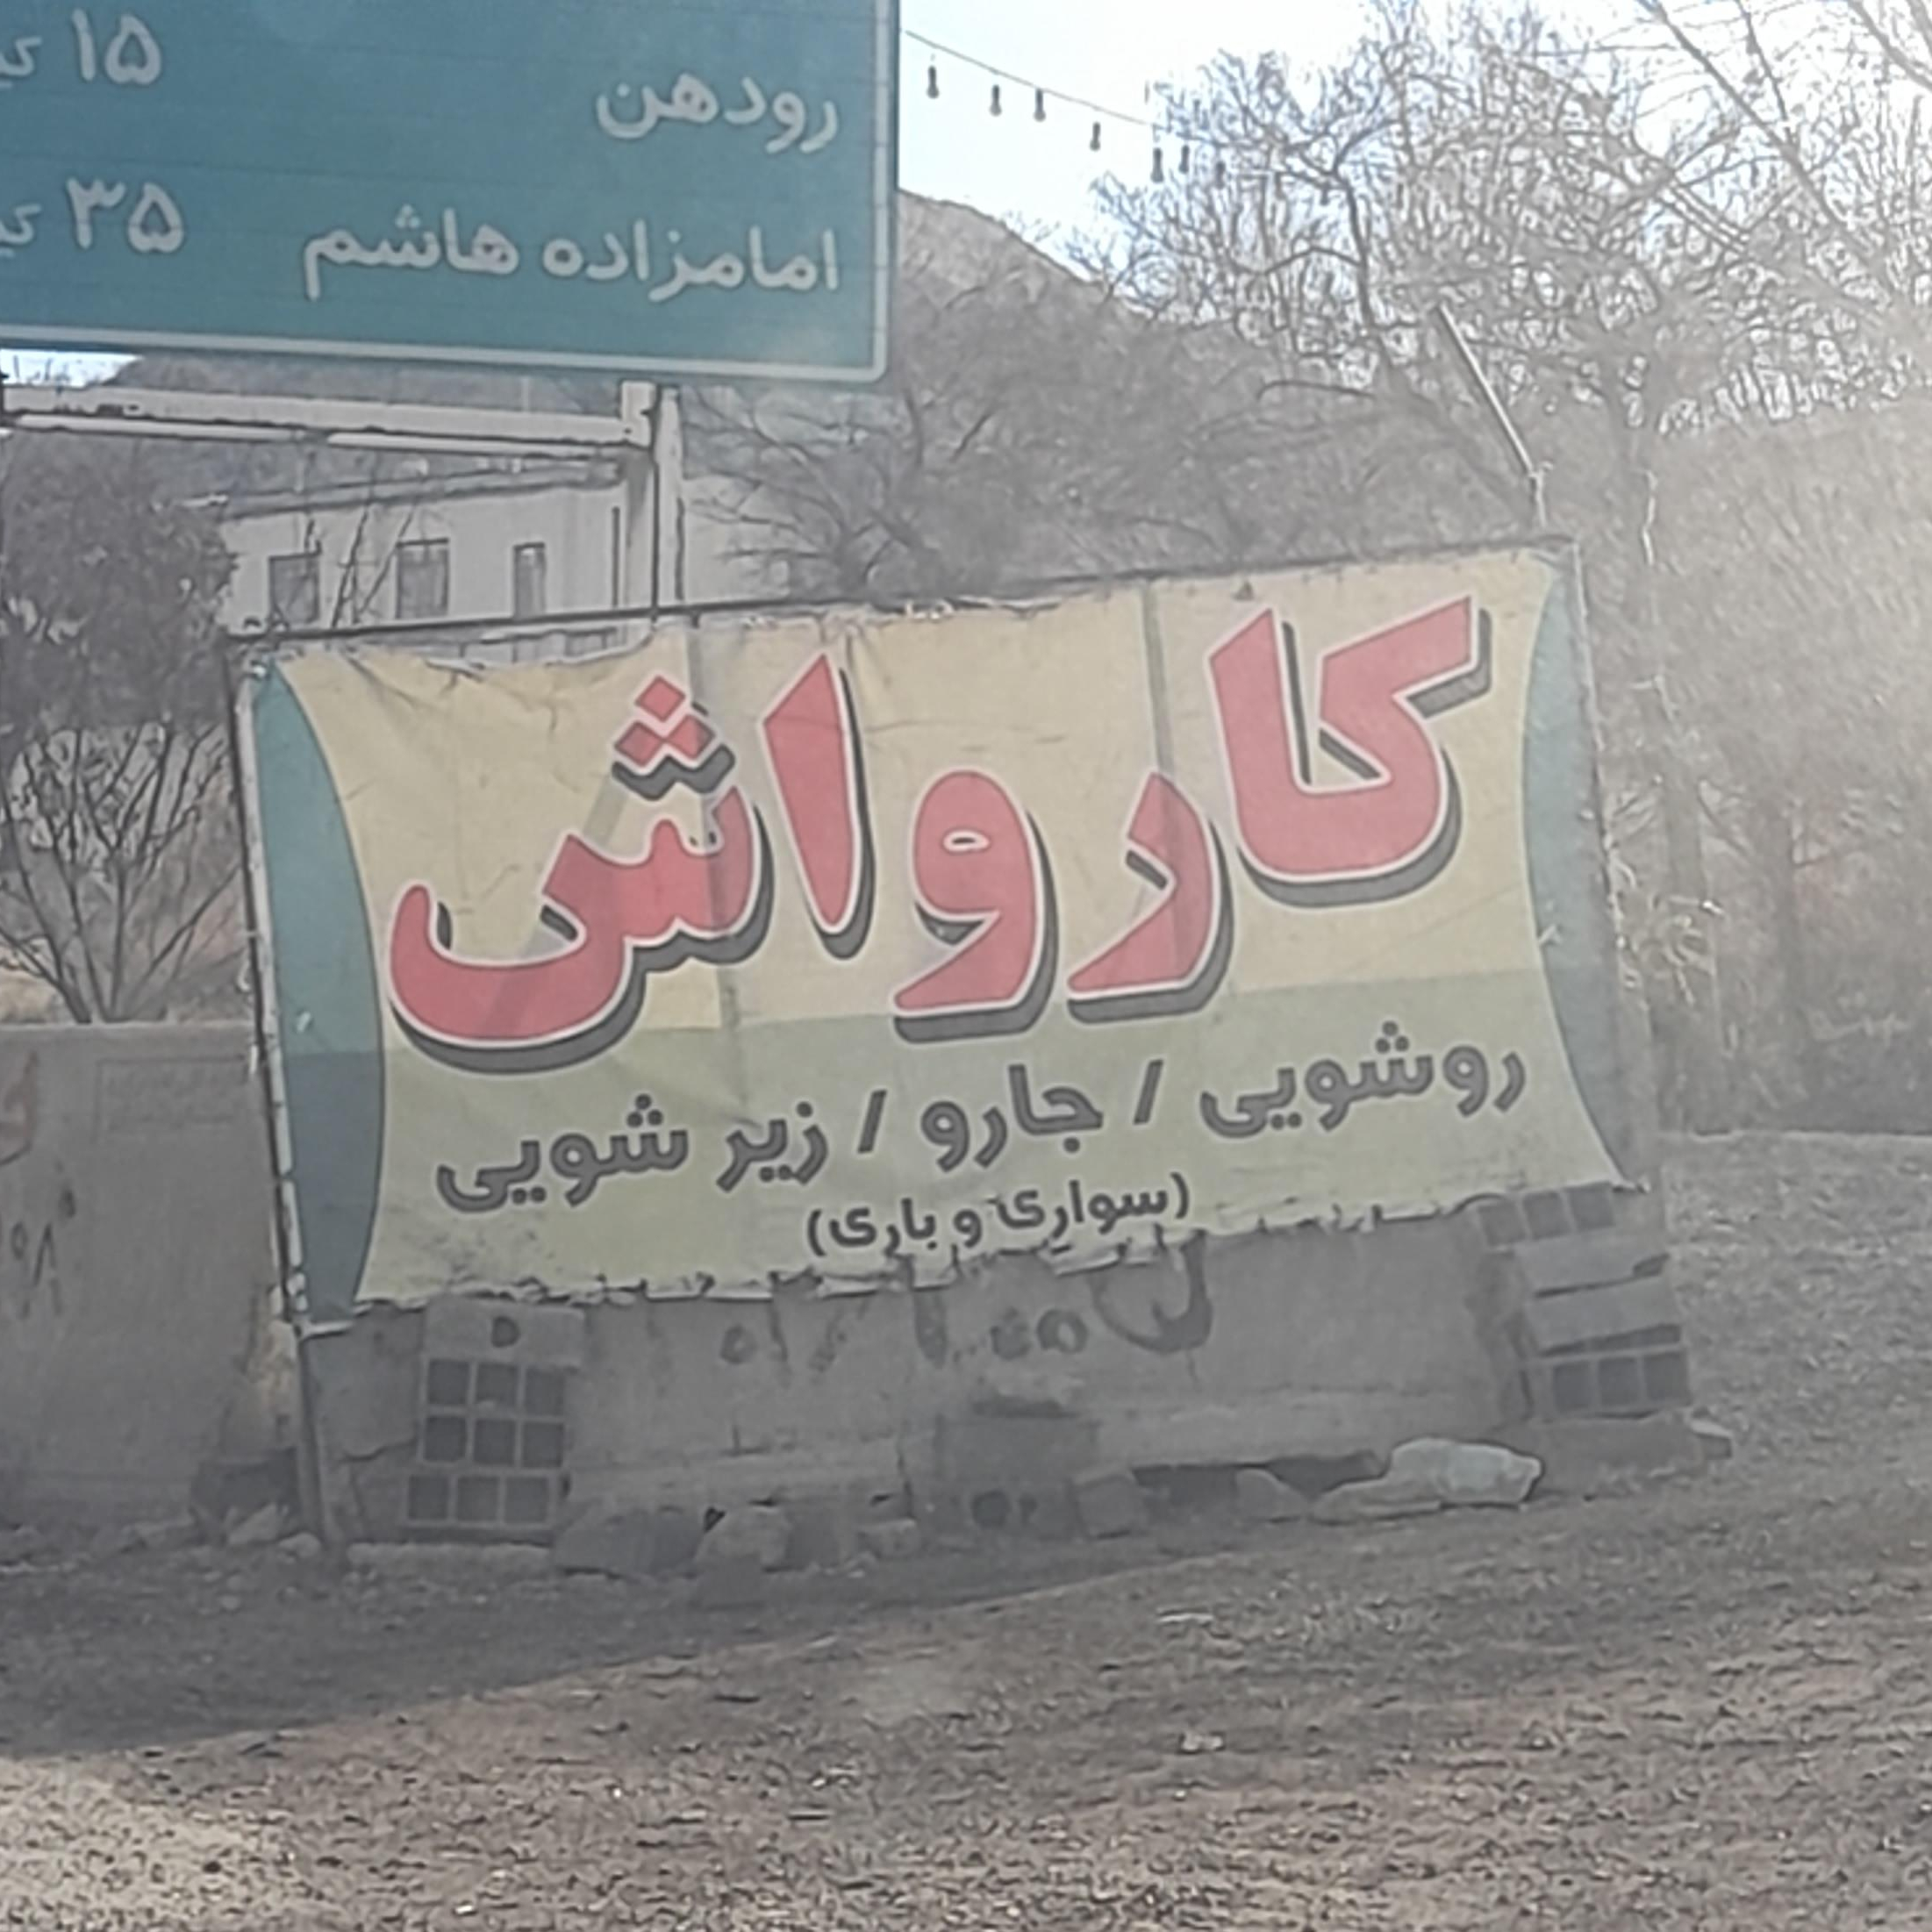 رودهن ۱۵
امامزاده هاشم ۳۵
کارواش
روشویی / جارو / زیر شویی
(سواری و باری)